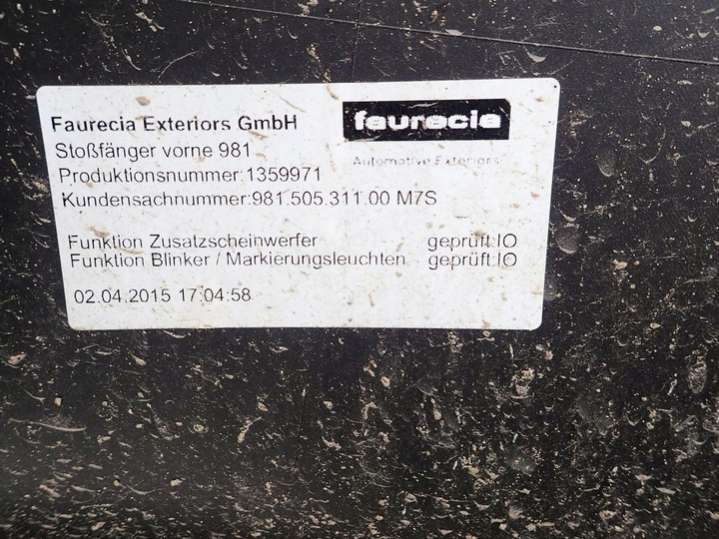 Faurecia Exteriors GmbH
faurecia
Stoßfänger vorne 981
Automotive Exteriors
Produktionsnummer:1359971
Kundensachnummer:981.505.311.00 M7S
Funktion Zusatzscheinwerfer geprüft:IO
Funktion Blinker / Markierungsleuchten geprüft:IO
02.04.2015 17:04:58